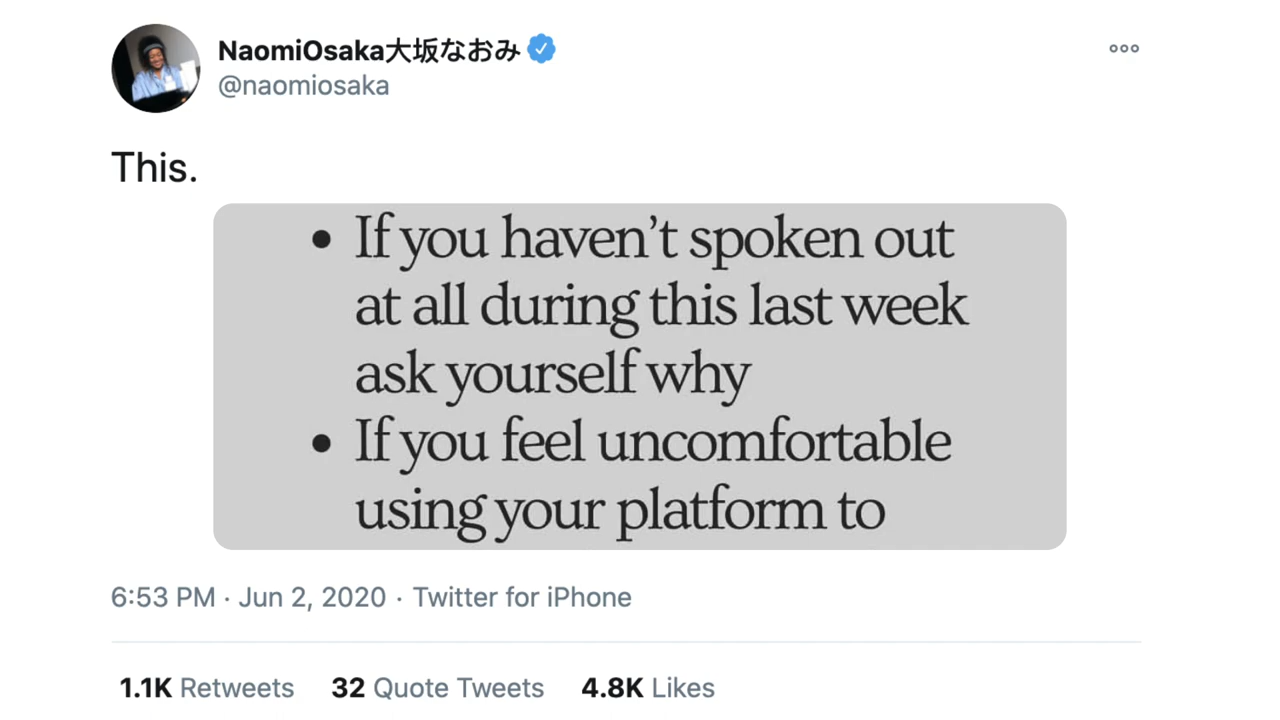 NaomiOsaka大坂なおみ
@naomiosaka
This.
• If you haven’t spoken out
at all during this last week
ask yourself why
• If you feel uncomfortable
using your platform to
6:53 PM · Jun 2, 2020 · Twitter for iPhone
1.1K Retweets 32 Quote Tweets 4.8K Likes